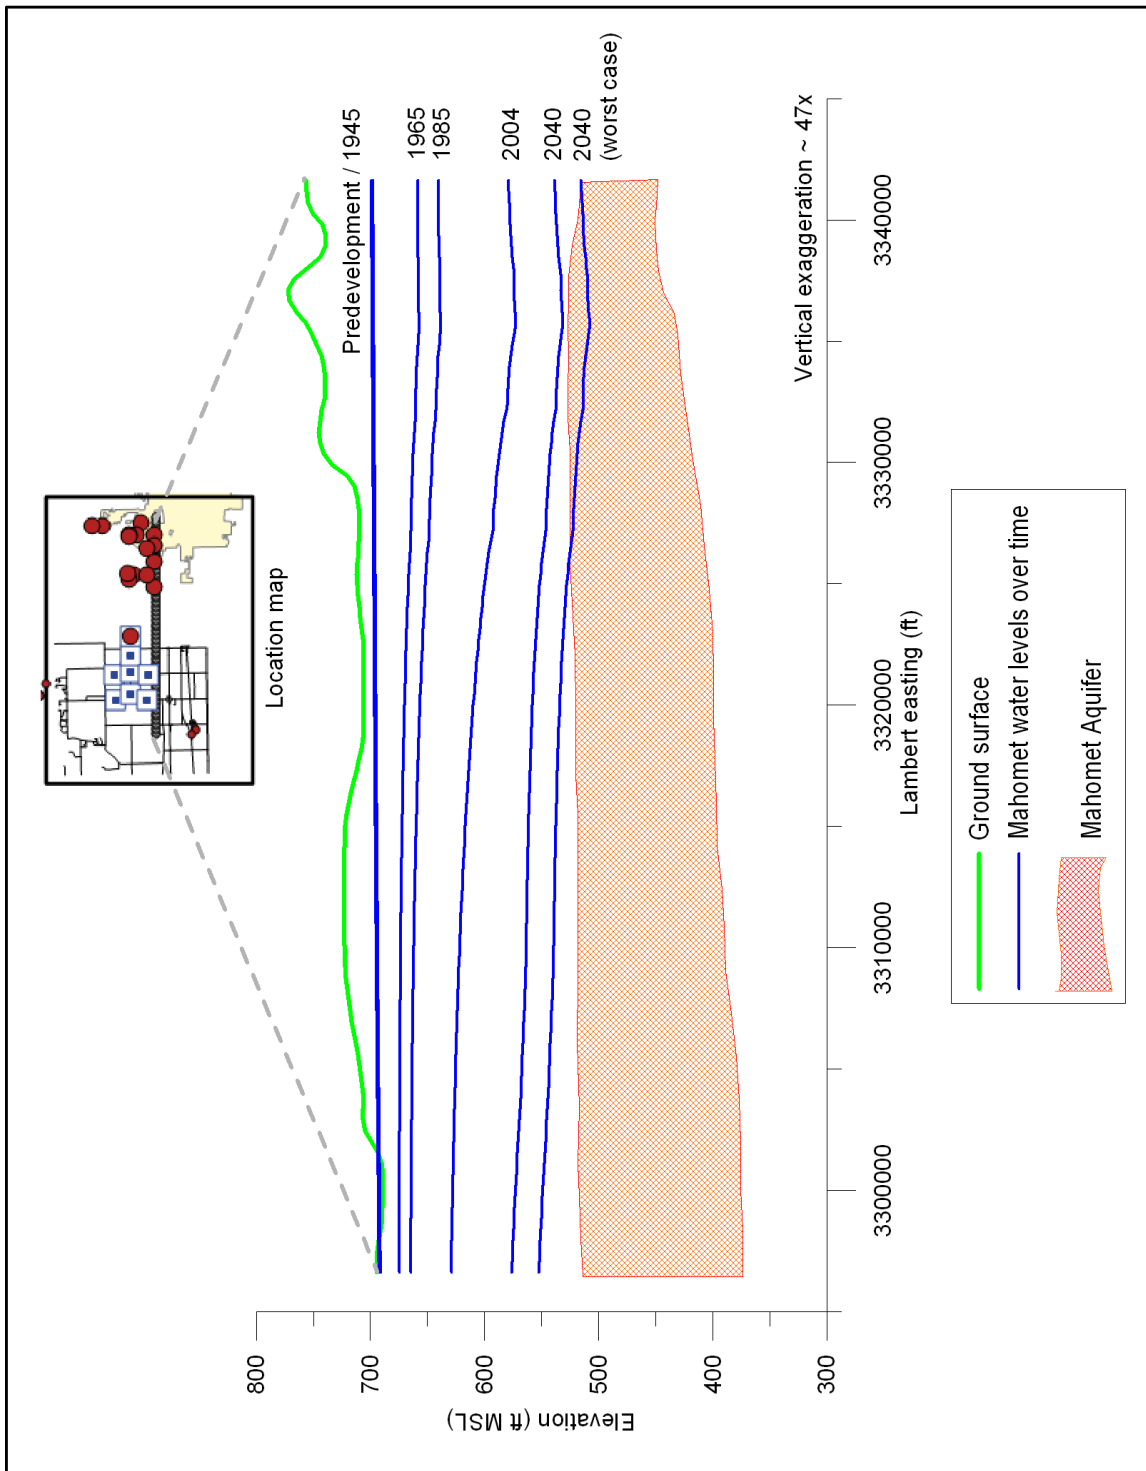 Location map
Predevelopment / 1945
1965
1985
2004
2040
2040
(worst case)
Vertical exaggeration ~ 47x
800
700
600
500
400
300
Elevation (ft MSL)
3300000
3310000
3320000
3330000
3340000
Lambert easting (ft)
Ground surface
Mahomet water levels over time
Mahomet Aquifer